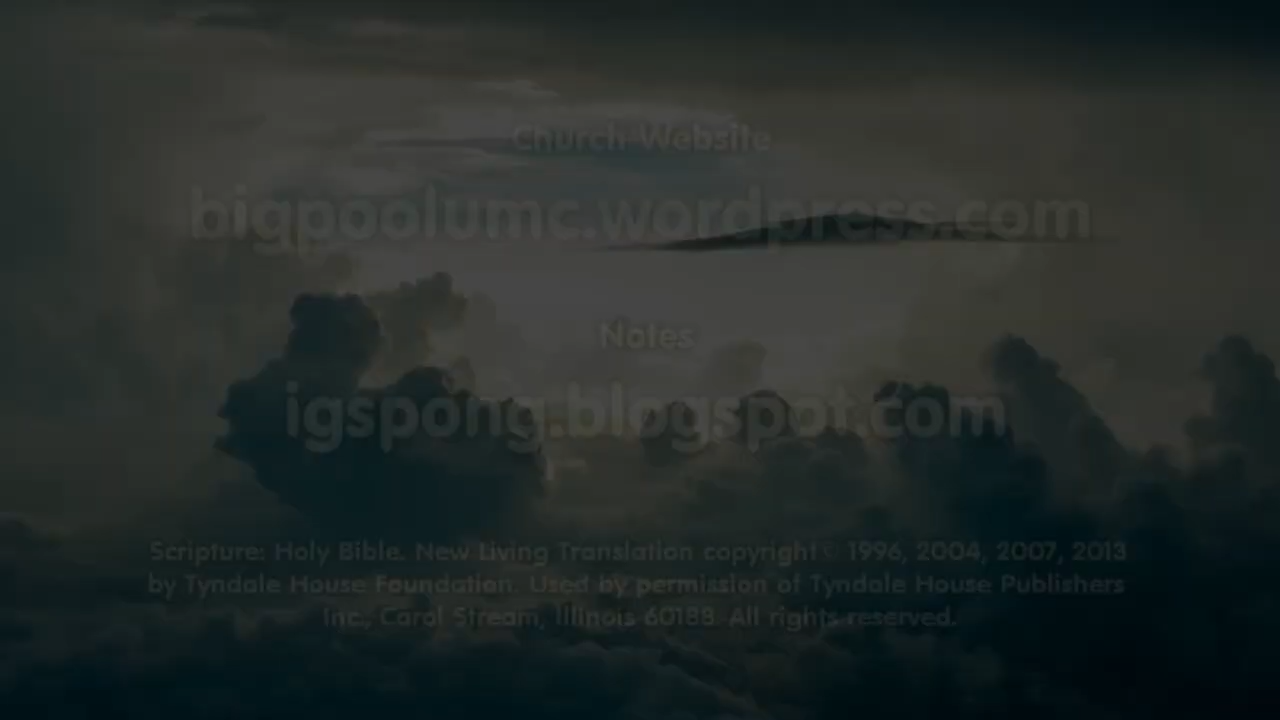 Church Website
bigpoolumc.wordpress.com
Notes
igspong.blogspot.com
Scripture: Holy Bible. New Living Translation copyright© 1996, 2004, 2007, 2013
by Tyndale House Foundation. Used by permission of Tyndale House Publishers
Inc., Carol Stream, Illinois 60188. All rights reserved.